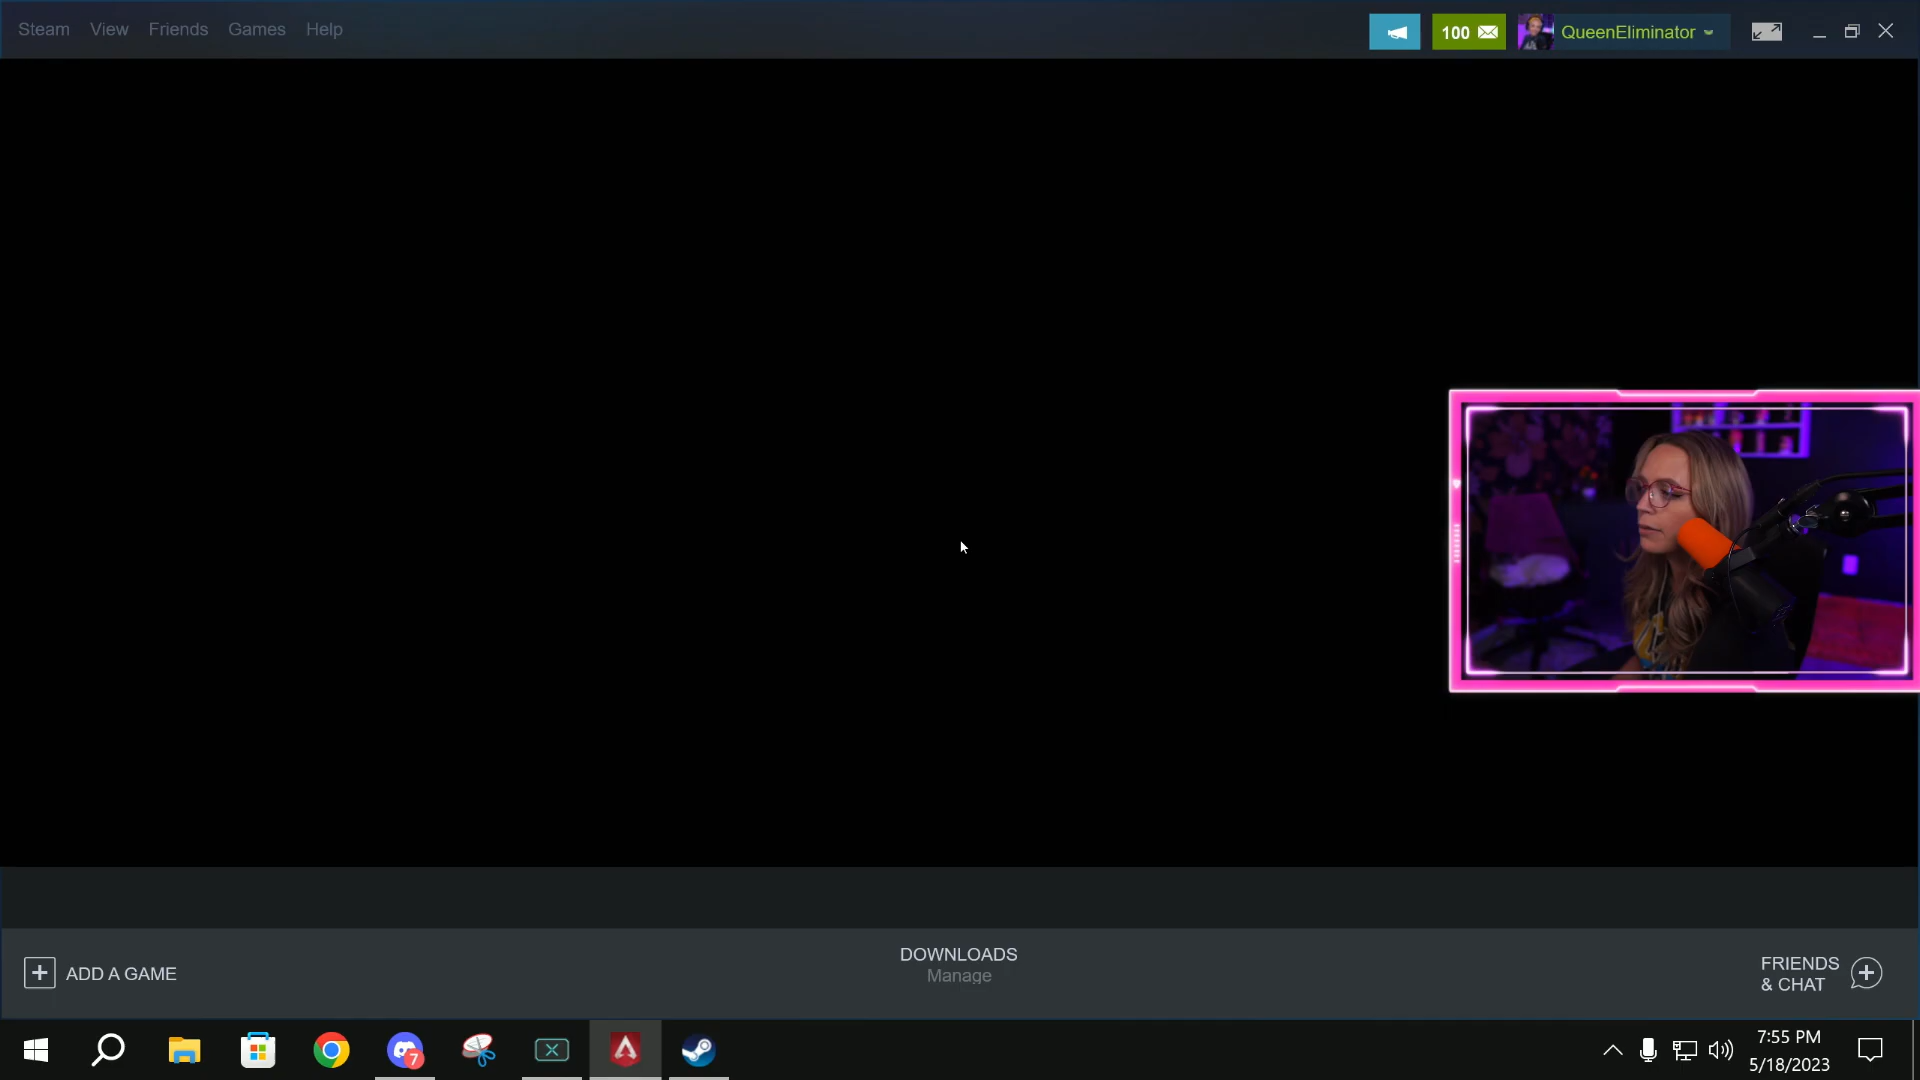 Steam View Friends Games Help
100
QueenEliminator
DOWNLOADS
Manage
ADD A GAME
FRIENDS
& CHAT
7
7:55 PM
5/18/2023